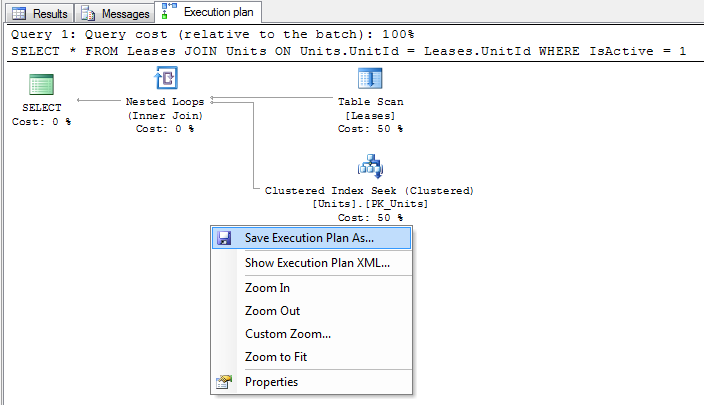 Results
Messages
Execution plan
Query 1: Query cost (relative to the batch): 100%
SELECT * FROM Leases JOIN Units ON Units.UnitId = Leases.UnitId WHERE IsActive = 1
SELECT
Cost: 0 %
Nested Loops
(Inner Join)
Cost: 0 %
Table Scan
[Leases]
Cost: 50 %
Clustered Index Seek (Clustered)
[Units].[PK_Units]
Cost: 50 %
Save Execution Plan As...
Show Execution Plan XML...
Zoom In
Zoom Out
Custom Zoom...
Zoom to Fit
Properties